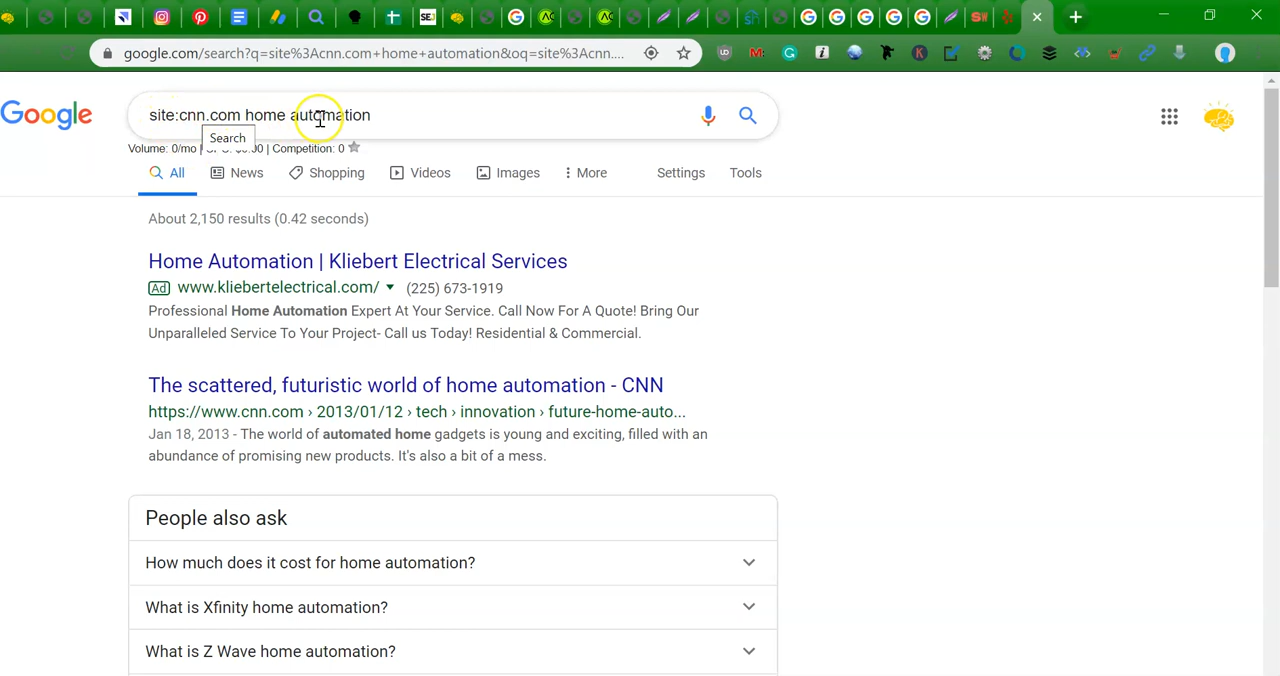 google.com/search?q=site%3Acnn.com+home+automation&oq=site%3Acnn....
Google
site:cnn.com home automation
Search
Volume: 0/mo | CPC: $0.00 | Competition: 0
All
News
Shopping
Videos
Images
More
Settings
Tools
About 2,150 results (0.42 seconds)
Home Automation | Kliebert Electrical Services
Ad www.kliebertelectrical.com/ (225) 673-1919
Professional Home Automation Expert At Your Service. Call Now For A Quote! Bring Our
Unparalleled Service To Your Project- Call us Today! Residential & Commercial.
The scattered, futuristic world of home automation - CNN
https://www.cnn.com › 2013/01/12 › tech › innovation › future-home-auto...
Jan 18, 2013 - The world of automated home gadgets is young and exciting, filled with an
abundance of promising new products. It's also a bit of a mess.
People also ask
How much does it cost for home automation?
What is Xfinity home automation?
What is Z Wave home automation?